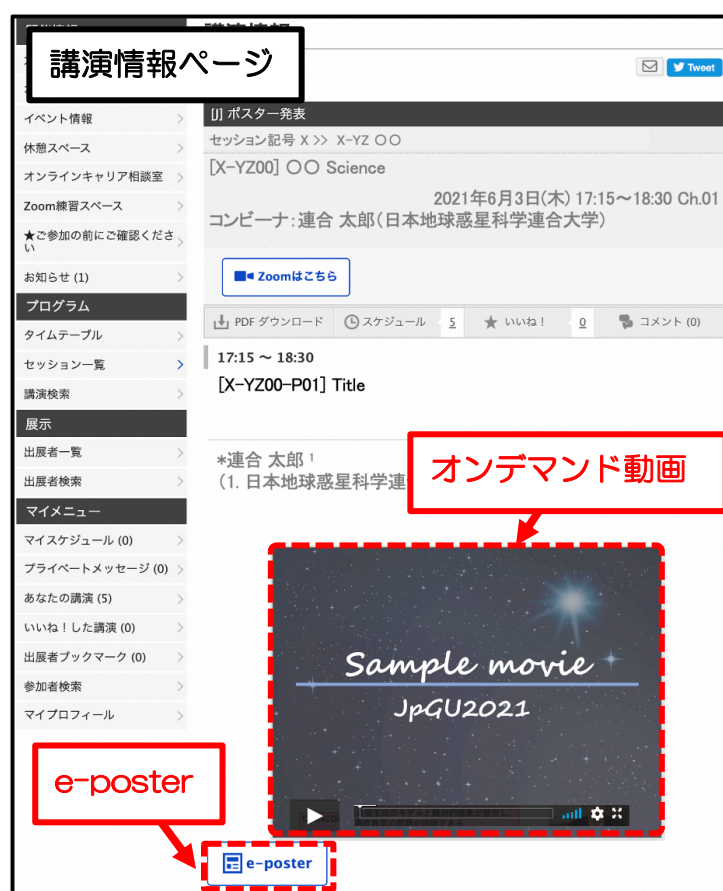 講演情報ページ
Tweet
イベント情報
休憩スペース
オンラインキャリア相談室
Zoom練習スペース
★ご参加の前にご確認くださ
い
お知らせ (1)
プログラム
タイムテーブル
セッション一覧
講演検索
展示
出展者一覧
出展者検索
マイメニュー
マイスケジュール (0)
プライベートメッセージ (0)
あなたの講演 (5)
いいね！した講演 (0)
出展者ブックマーク (0)
参加者検索
マイプロフィール
[J] ポスター発表
セッション記号 X >> X-YZ 〇〇
[X-YZ00] 〇〇 Science
2021年6月3日(木) 17:15～18:30 Ch.01
コンビーナ：連合 太郎（日本地球惑星科学連合大学）
Zoomはこちら
PDF ダウンロード スケジュール 5 いいね！ 0 コメント (0)
17:15 ～ 18:30
[X-YZ00-P01] Title
*連合 太郎 1
(1. 日本地球惑星科学連
オンデマンド動画
Sample movie
JpGU2021
e-poster
e-poster